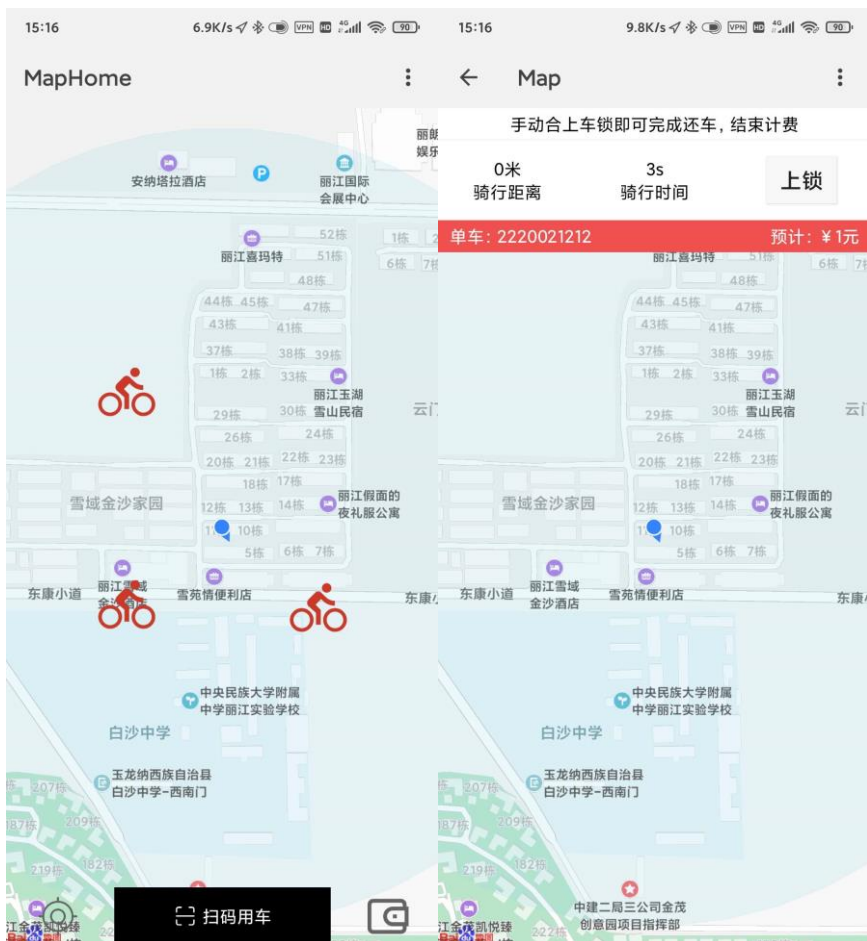 15:16
6.9K/s
VPN
HD
4G
90
MapHome
安纳塔拉酒店
P
丽江国际
会展中心
丽江喜玛特
52栋
51栋
48栋
1栋
6栋
44栋
45栋
47栋
43栋
41栋
37栋
38栋
39栋
1栋
2栋
33栋
丽江玉湖
雪山民宿
29栋
30栋
26栋
24栋
20栋
21栋
22栋
23栋
18栋
17栋
雪域金沙家园
12栋
13栋
14栋
丽江假面的
夜礼服公寓
10栋
5栋
6栋
7栋
丽江雪域
金沙酒店
东康小道
雪苑情便利店
中央民族大学附属
中学丽江实验学校
白沙中学
玉龙纳西族自治县
白沙中学-西南门
207栋
187栋
209栋
182栋
219栋
扫码用车
15:16
9.8K/s
VPN
HD
4G
90
Map
手动合上车锁即可完成还车，结束计费
0米
骑行距离
3s
骑行时间
上锁
单车：2220021212
预计：¥1元
丽江喜玛特
51栋
6栋
48栋
44栋
45栋
47栋
43栋
41栋
37栋
38栋
39栋
1栋
2栋
33栋
丽江玉湖
雪山民宿
29栋
30栋
26栋
24栋
20栋
21栋
22栋
23栋
18栋
17栋
雪域金沙家园
12栋
13栋
14栋
丽江假面的
夜礼服公寓
10栋
5栋
6栋
7栋
丽江雪域
金沙酒店
东康小道
雪苑情便利店
中央民族大学附属
中学丽江实验学校
白沙中学
玉龙纳西族自治县
白沙中学-西南门
207栋
187栋
209栋
182栋
219栋
222栋
中建二局三公司金茂
创意园项目指挥部